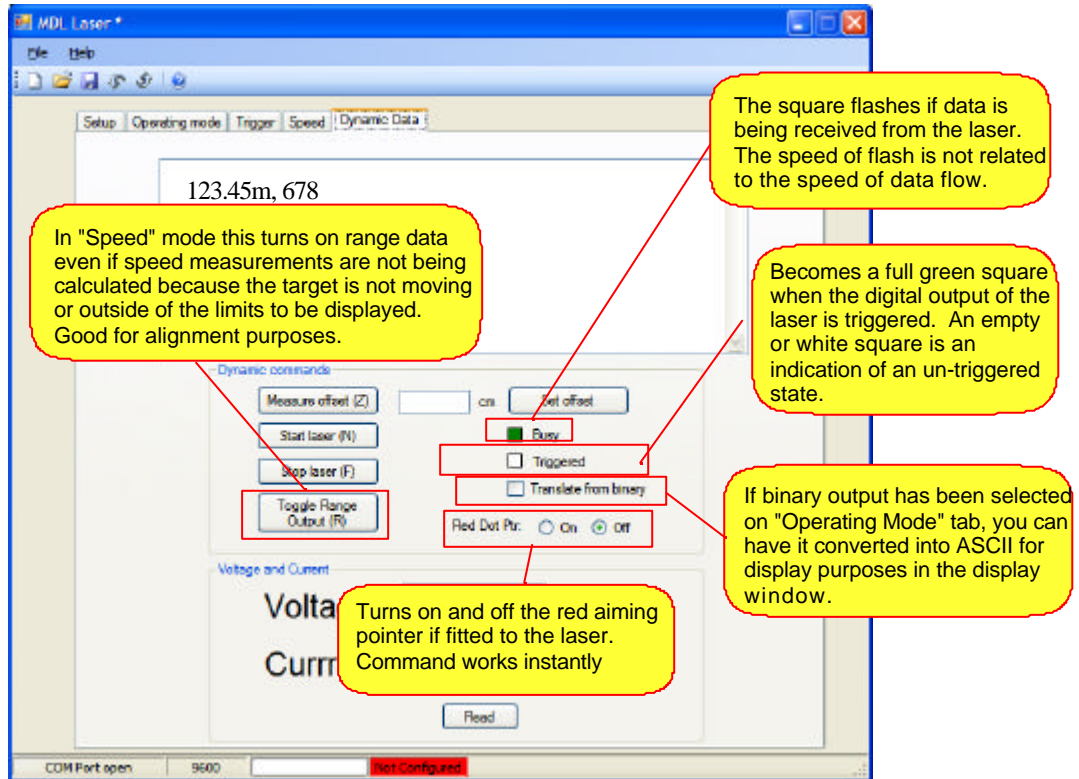 MDL Laser *
File Help
Setup Operating mode Trigger Speed Dynamic Data
The square flashes if data is
being received from the laser.
The speed of flash is not related
to the speed of data flow.
123.45m, 678
In "Speed" mode this turns on range data
even if speed measurements are not being
calculated because the target is not moving
or outside of the limits to be displayed.
Good for alignment purposes.
Becomes a full green square
when the digital output of the
laser is triggered. An empty
or white square is an
indication of an un-triggered
state.
Dynamic commands
Measure offset (Z) cm Set offset
Start laser (N) Busy
Stop laser (F) Triggered
Translate from binary
Toggle Range
Output (R)
Red Dot Ptr: On Off
If binary output has been selected
on "Operating Mode" tab, you can
have it converted into ASCII for
display purposes in the display
window.
Voltage and Current
Volta
Turns on and off the red aiming
pointer if fitted to the laser.
Command works instantly
Curr
Read
COM Port open 9600 Not Configured